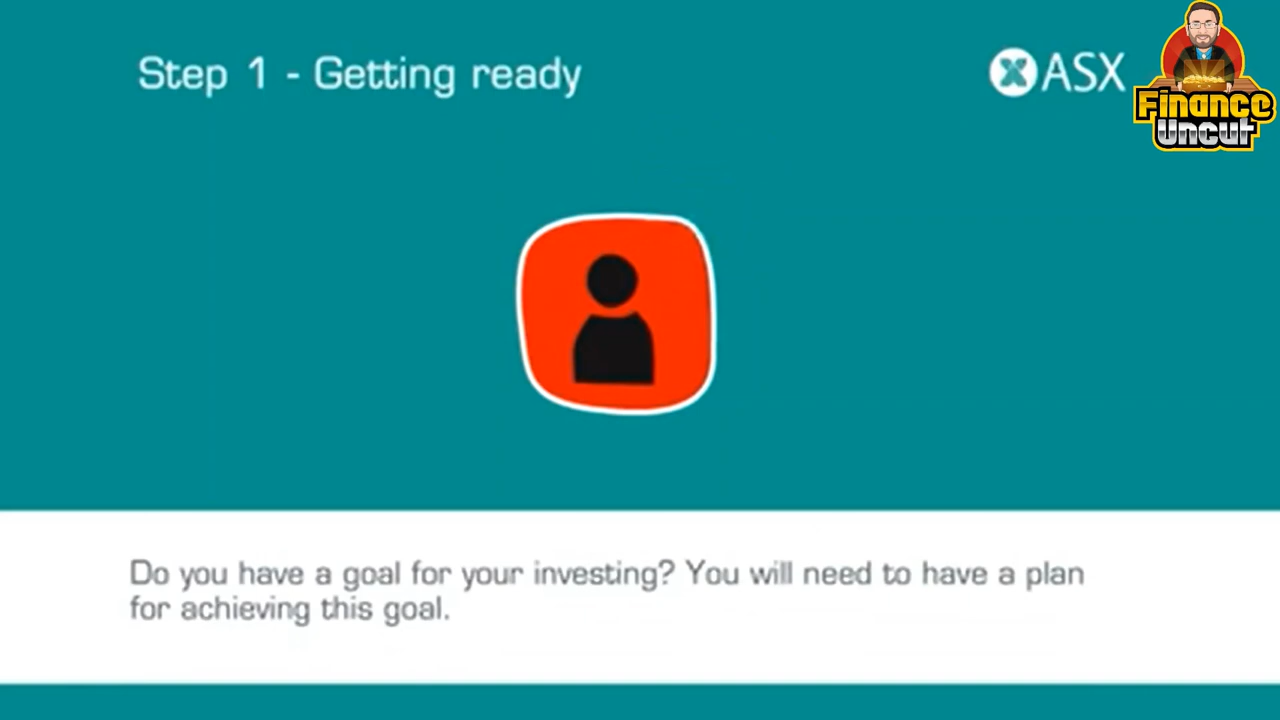 Step 1 - Getting ready
ASX
Finance
Uncut
Do you have a goal for your investing? You will need to have a plan
for achieving this goal.